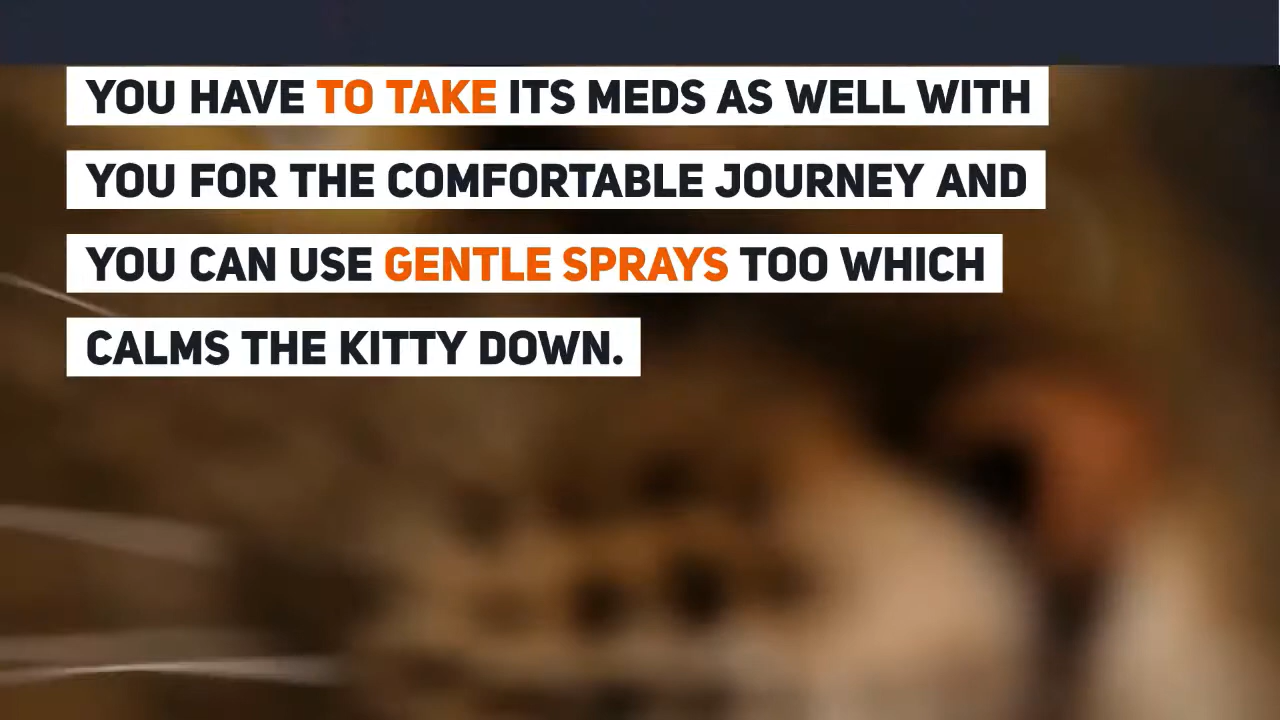 YOU HAVE TO TAKE ITS MEDS AS WELL WITH
YOU FOR THE COMFORTABLE JOURNEY AND
YOU CAN USE GENTLE SPRAYS TOO WHICH
CALMS THE KITTY DOWN.